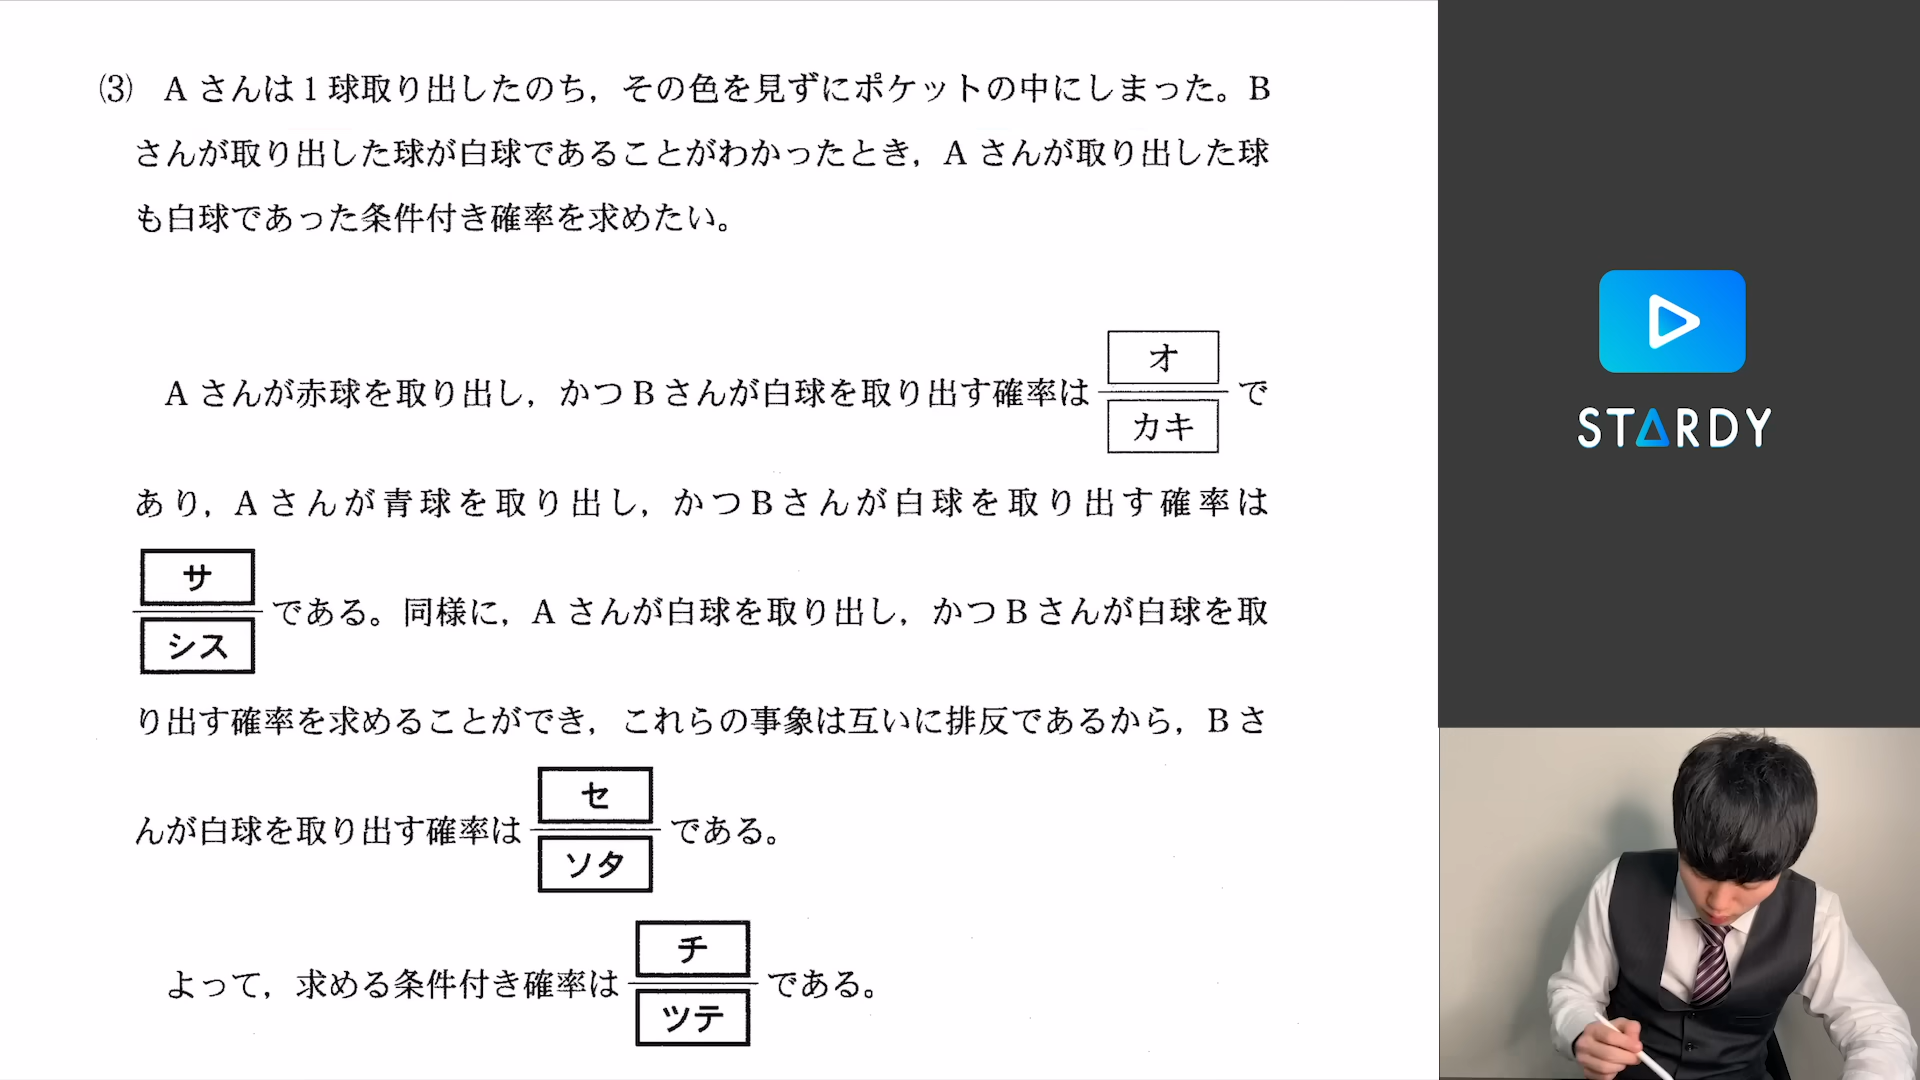 (3) Aさんは1球取り出したのち，その色を見ずにポケットの中にしまった。B
さんが取り出した球が白球であることがわかったとき，Aさんが取り出した球
も白球であった条件付き確率を求めたい。
オ
Aさんが赤球を取り出し，かつBさんが白球を取り出す確率は で
カキ
あり，Aさんが青球を取り出し，かつBさんが白球を取り出す確率は
サ
である。同様に，Aさんが白球を取り出し，かつBさんが白球を取
シス
り出す確率を求めることができ，これらの事象は互いに排反であるから，Bさ
セ
んが白球を取り出す確率は である。
ソタ
チ
よって，求める条件付き確率は である。
ツテ
STARDY